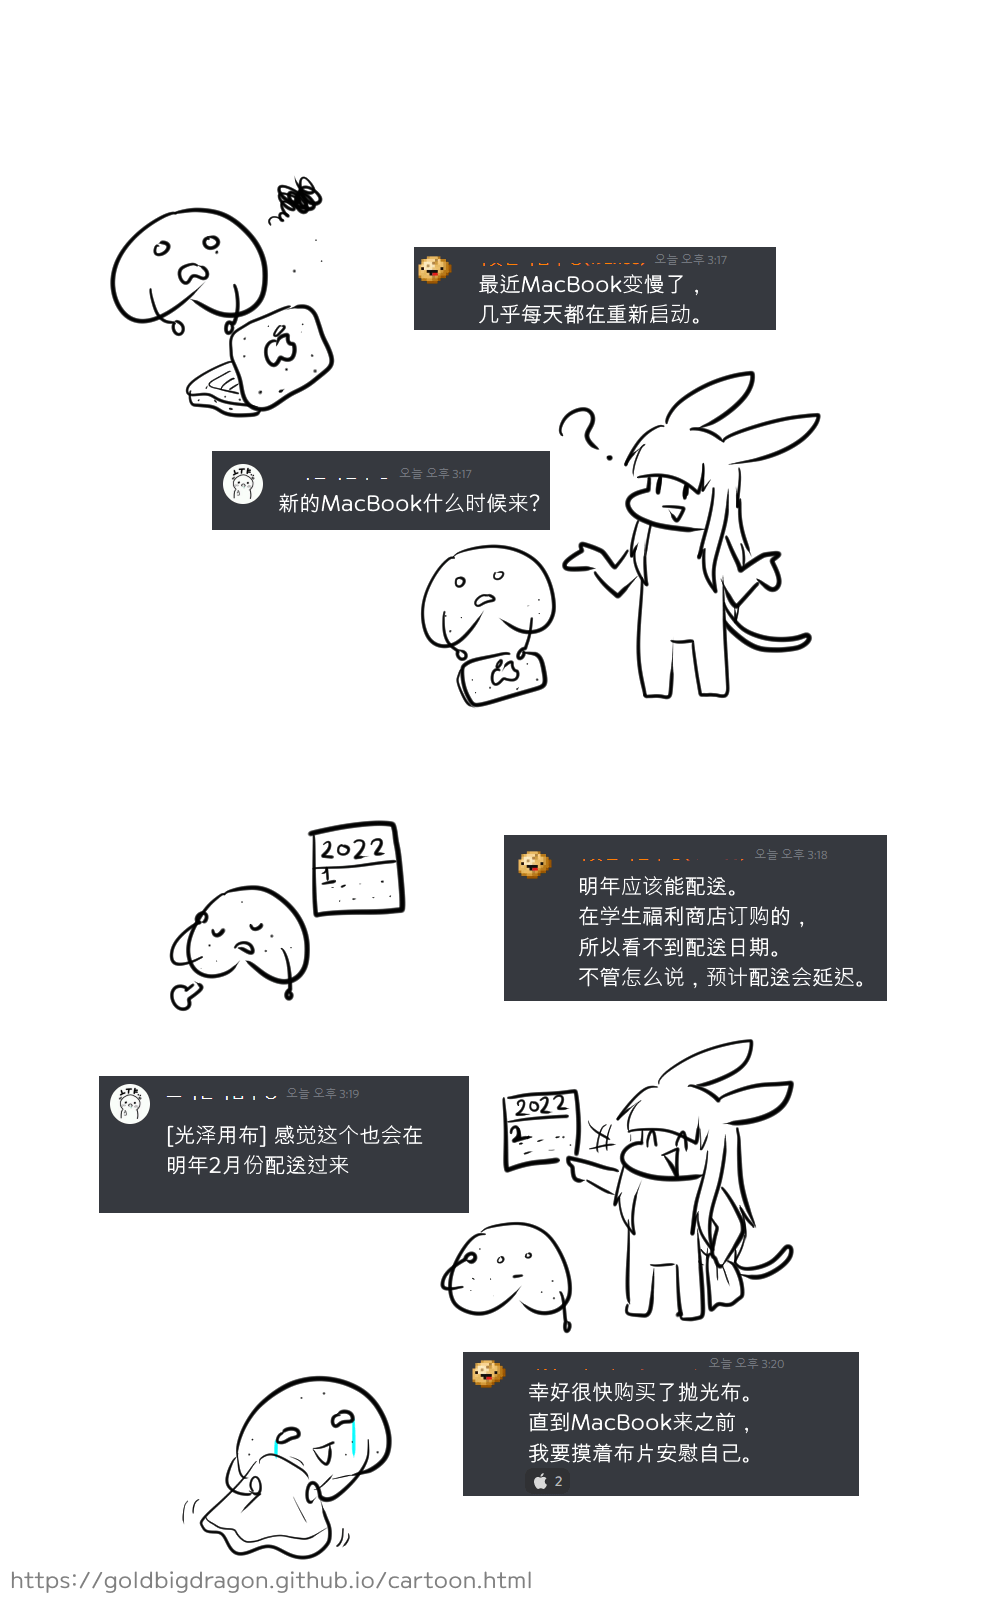 오늘 오후 3:17
最近MacBook变慢了，
几乎每天都在重新启动。
오늘 오후 3:17
新的MacBook什么时候来?
2022
1
오늘 오후 3:18
明年应该能配送。
在学生福利商店订购的，
所以看不到配送日期。
不管怎么说，预计配送会延迟。
오늘 오후 3:19
[光泽用布] 感觉这个也会在
明年2月份配送过来
2022
2
오늘 오후 3:20
幸好很快购买了抛光布。
直到MacBook来之前，
我要摸着布片安慰自己。
2
https://goldbigdragon.github.io/cartoon.html